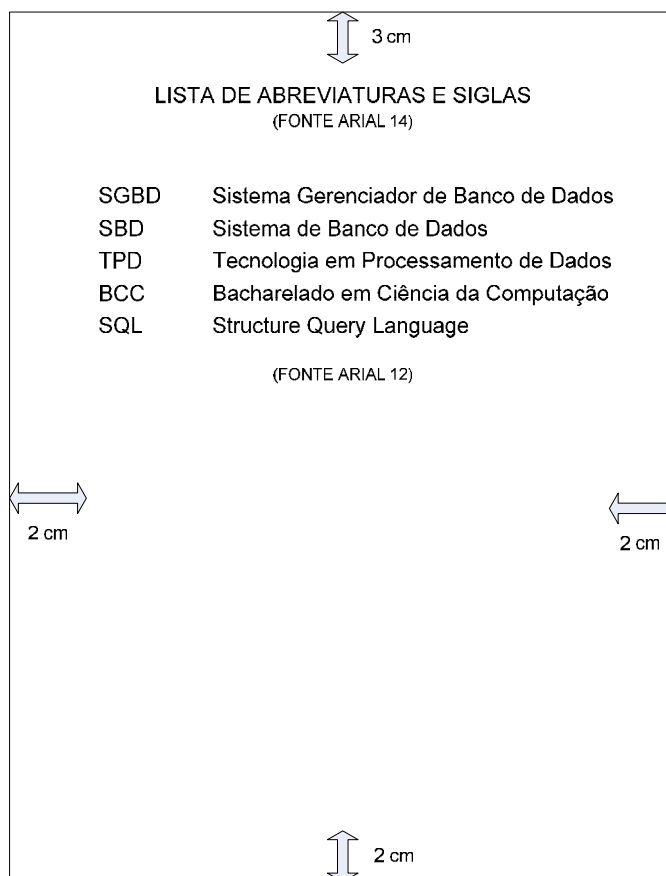 3 cm
LISTA DE ABREVIATURAS E SIGLAS
(FONTE ARIAL 14)
SGBD Sistema Gerenciador de Banco de Dados
SBD Sistema de Banco de Dados
TPD Tecnologia em Processamento de Dados
BCC Bacharelado em Ciência da Computação
SQL Structure Query Language
(FONTE ARIAL 12)
2 cm
2 cm
2 cm